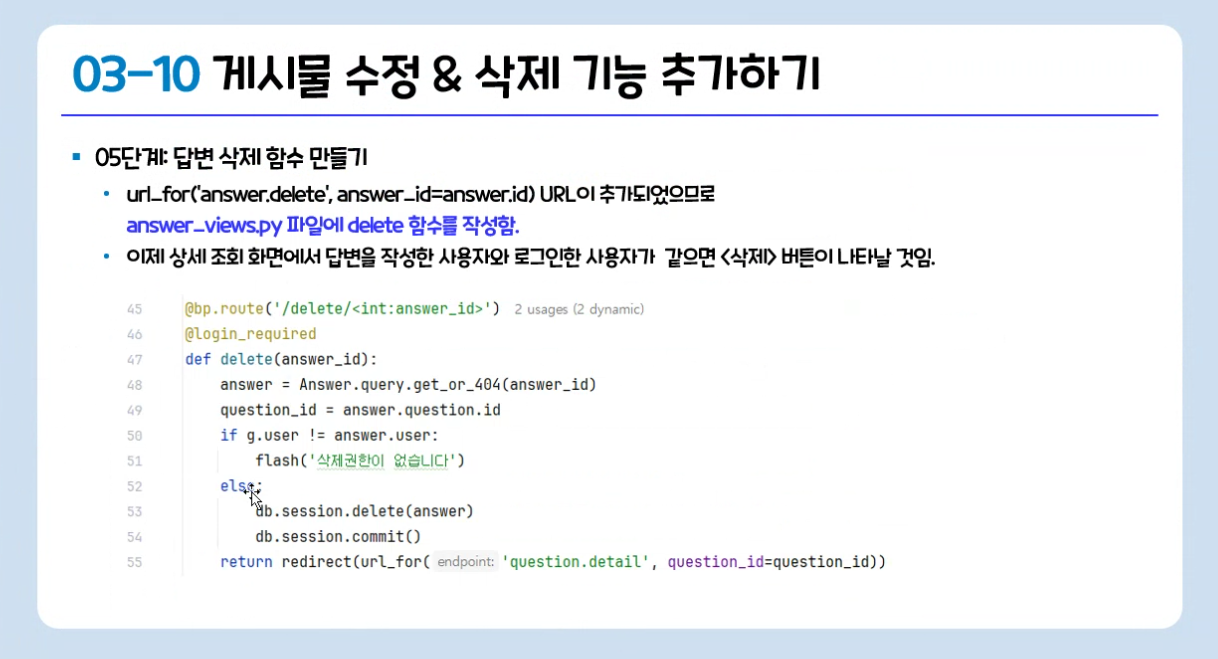 03-10 게시물 수정 & 삭제 기능 추가하기
05단계: 답변 삭제 함수 만들기
url_for('answer.delete', answer_id=answer.id) URL이 추가되었으므로
answer_views.py 파일에 delete 함수를 작성함.
이제 상세 조회 화면에서 답변을 작성한 사용자와 로그인한 사용자가 같으면 <삭제> 버튼이 나타날 것임.
45 @bp.route('/delete/<int:answer_id>') 2 usages (2 dynamic)
46 @login_required
47 def delete(answer_id):
48 answer = Answer.query.get_or_404(answer_id)
49 question_id = answer.question.id
50 if g.user != answer.user:
51 flash('삭제권한이 없습니다')
52 else:
53 db.session.delete(answer)
54 db.session.commit()
55 return redirect(url_for( endpoint: 'question.detail', question_id=question_id))